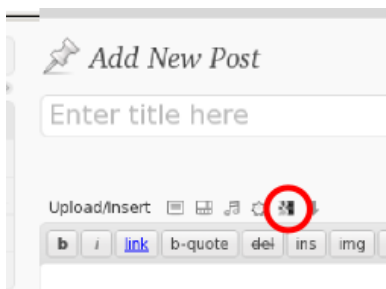 Add New Post
Enter title here
Upload/Insert
b i link b-quote del ins img